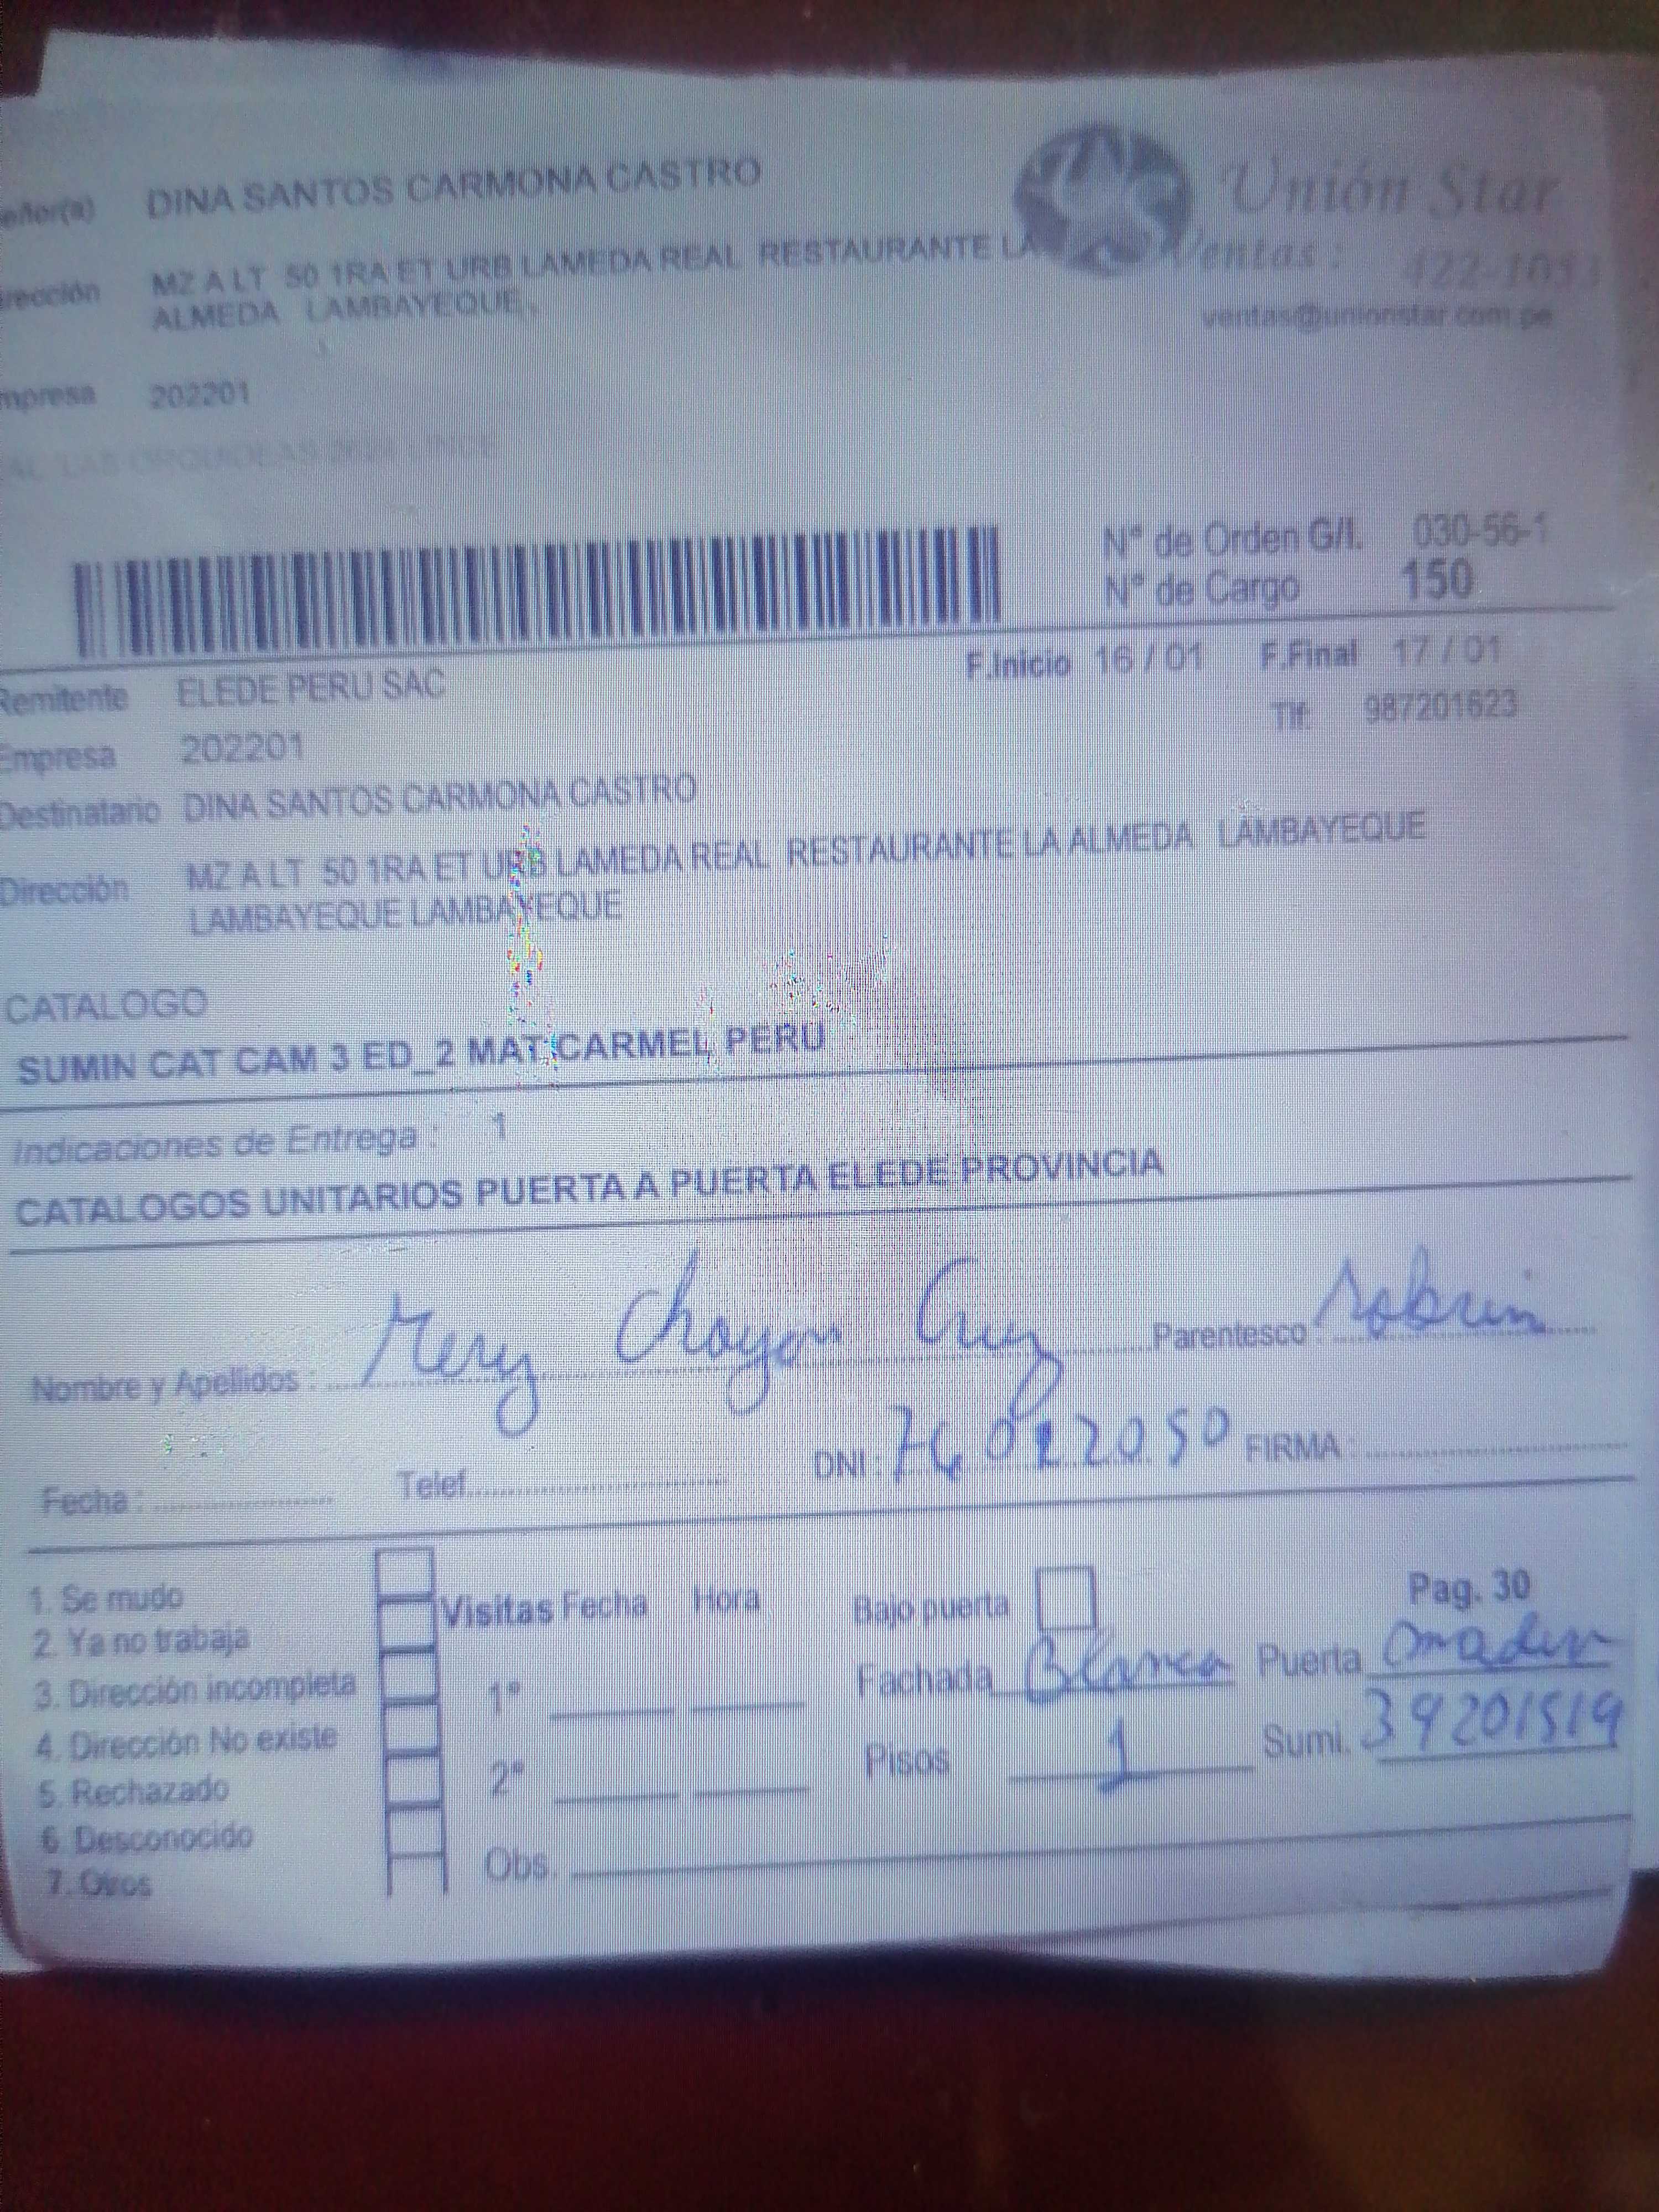 eñor(a) DINA SANTOS CARMONA CASTRO
Unión Star
irección MZ A LT 50 1RA ET URB LAMEDA REAL RESTAURANTE LA
ALMEDA LAMBAYEQUE,
Ventas: 422-1053
ventas@unionstar.com.pe
mpresa 202201
N° de Orden G/I. 030-56-1
N° de Cargo 150
Remitente ELEDE PERU SAC
F.Inicio 16 / 01 F.Final 17 / 01
Empresa 202201
Tlf: 987201623
Destinatario DINA SANTOS CARMONA CASTRO
Dirección MZ A LT 50 1RA ET URB LAMEDA REAL RESTAURANTE LA ALMEDA LAMBAYEQUE
LAMBAYEQUE LAMBAYEQUE
CATALOGO
SUMIN CAT CAM 3 ED_2 MAT CARMEL PERU
Indicaciones de Entrega : 1
CATALOGOS UNITARIOS PUERTA A PUERTA ELEDE PROVINCIA
Nombre y Apellidos : Mery Cruz Parentesco : Sobrin
Fecha : Telef. DNI : FIRMA :
1. Se mudo
2. Ya no trabaja
3. Dirección incompleta
4. Dirección No existe
5. Rechazado
6. Desconocido
7. Otros
Visitas Fecha Hora
1°
2°
Obs.
Bajo puerta Pag. 30
Fachada Blanca Puerta
Pisos 1 Sumi. 39201519